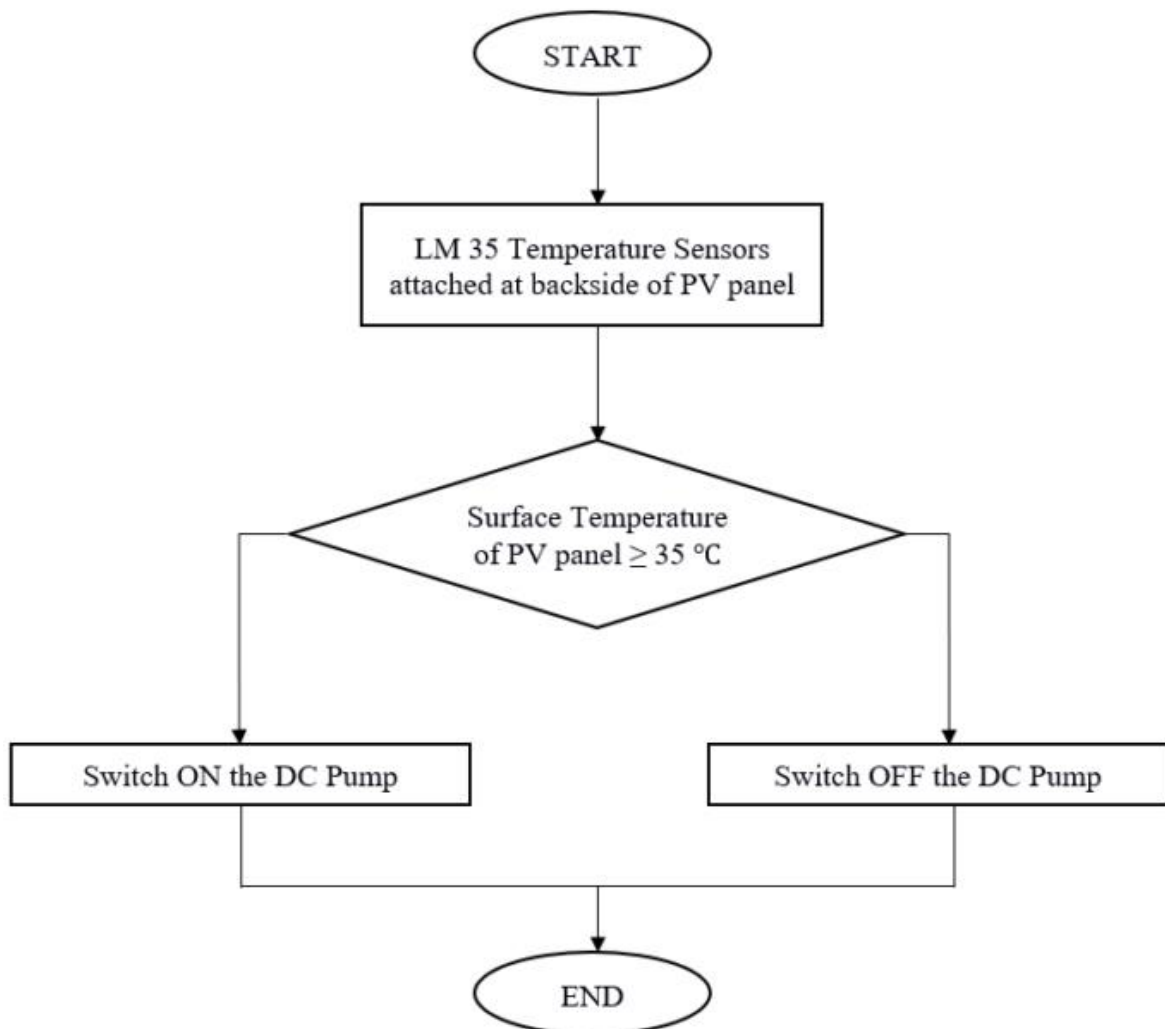 START
LM 35 Temperature Sensors
attached at backside of PV panel
Surface Temperature
of PV panel ≥ 35 ℃
Switch ON the DC Pump
Switch OFF the DC Pump
END